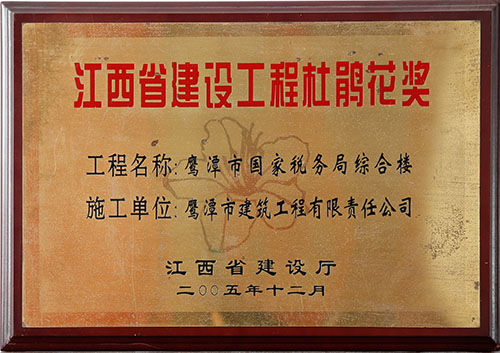 江西省建设工程杜鹃花奖
工程名称:鹰潭市国家税务局综合楼
施工单位:鹰潭市建筑工程有限责任公司
江西省建设厅
二〇〇五年十二月